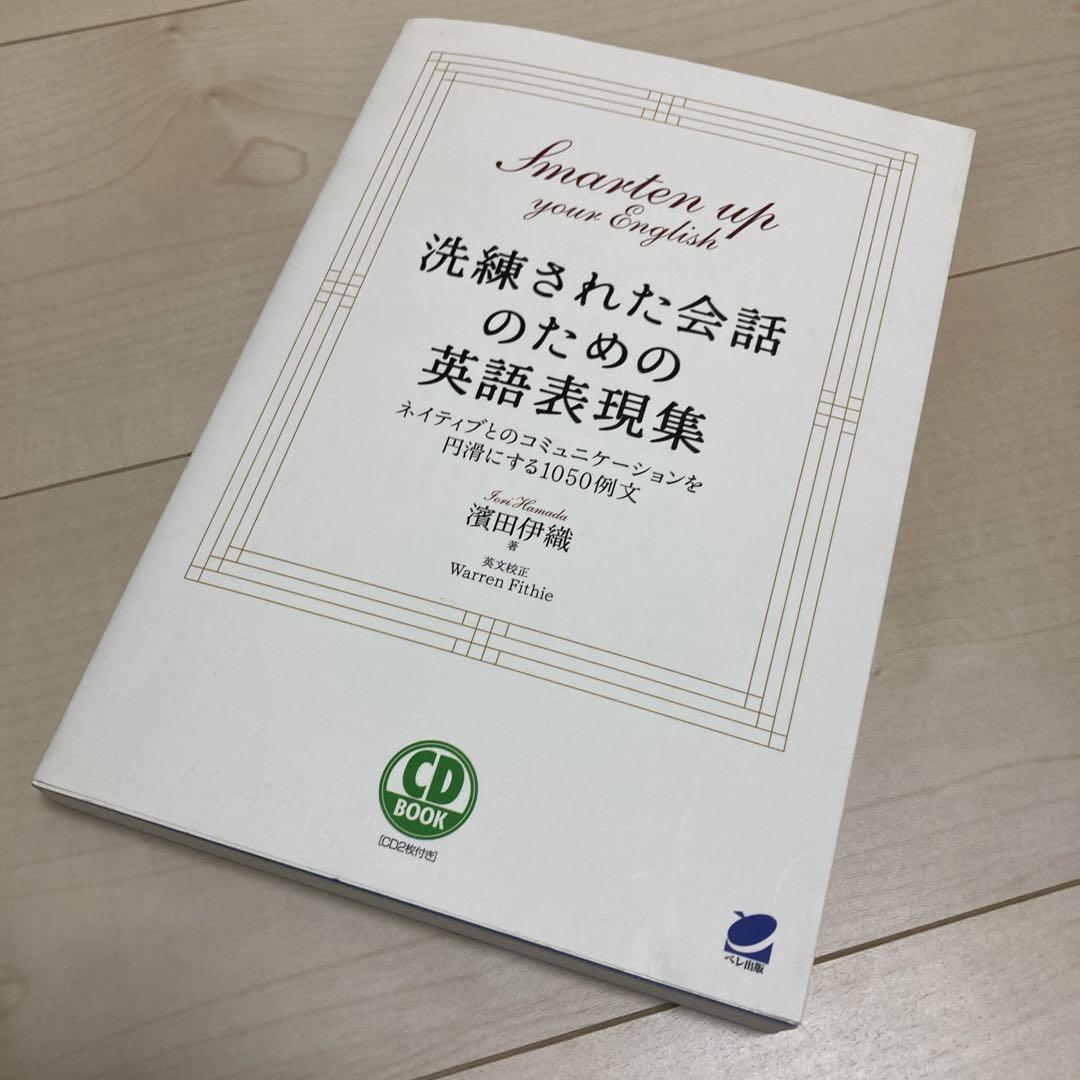 Smarten up
your English
洗練された会話
のための
英語表現集
ネイティブとのコミュニケーションを
円滑にする1050例文
Iori Hamada
濱田伊織
著
英文校正
Warren Fithie
CD
BOOK
[CD2枚付き]
ベレ出版